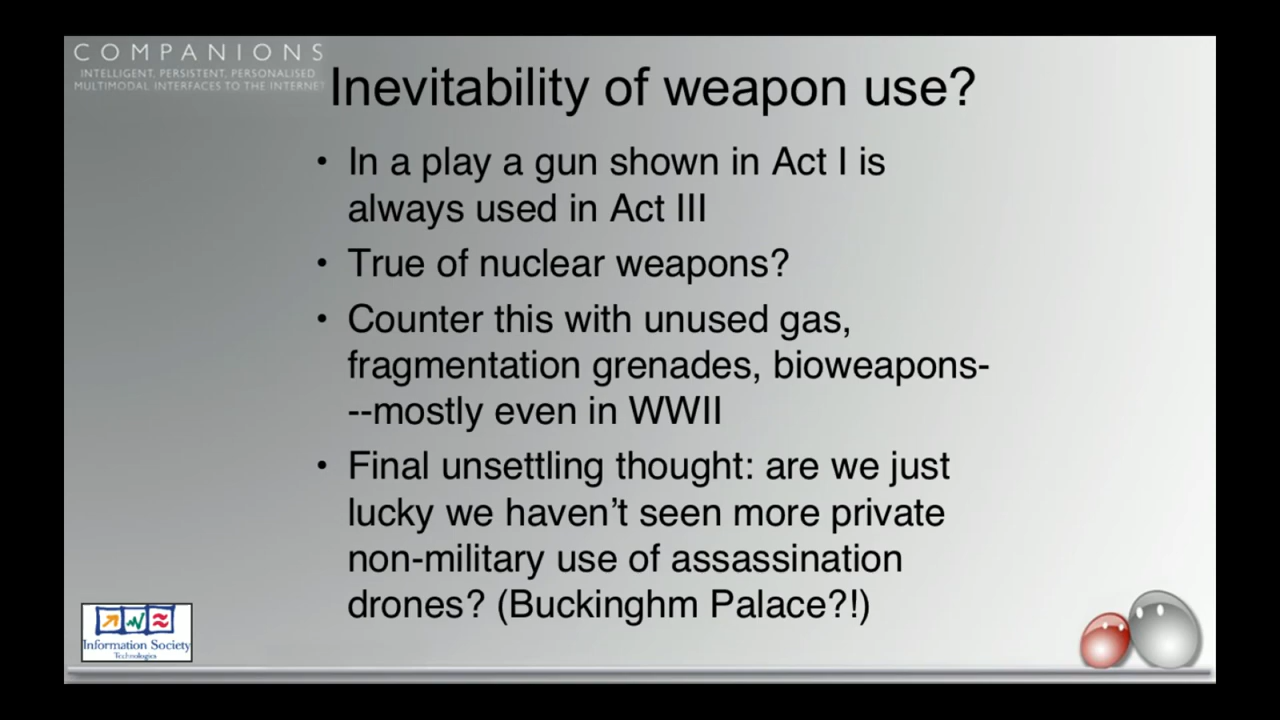 COMPANIONS
INTELLIGENT, PERSISTENT, PERSONALISED
MULTIMODAL INTERFACES TO THE INTERNET
Inevitability of weapon use?
• In a play a gun shown in Act I is
always used in Act III
• True of nuclear weapons?
• Counter this with unused gas,
fragmentation grenades, bioweapons-
--mostly even in WWII
• Final unsettling thought: are we just
lucky we haven’t seen more private
non-military use of assassination
drones? (Buckinghm Palace?!)
Information Society
Technologies